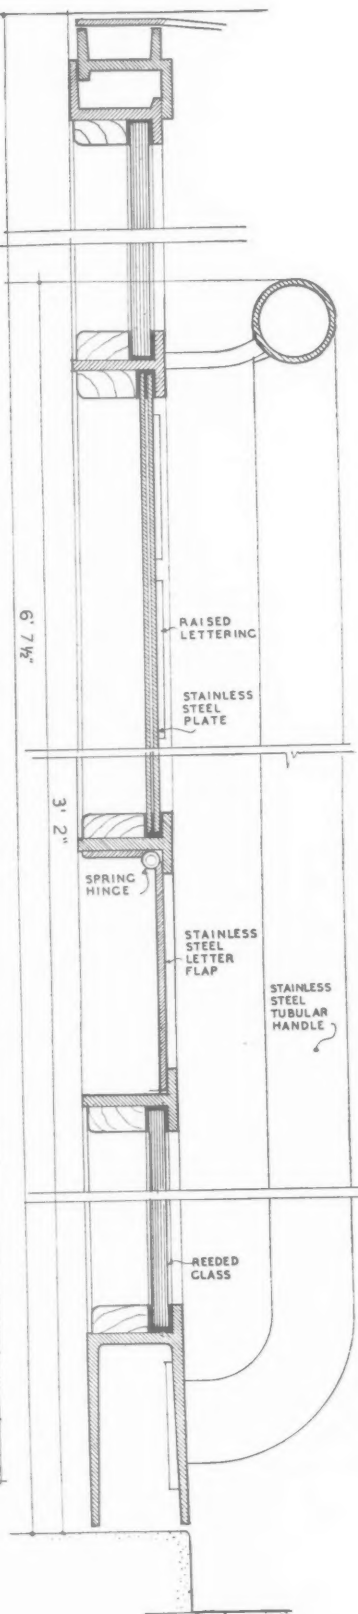 RAISED
LETTERING
STAINLESS
STEEL
PLATE
6' 7½"
3' 2"
SPRING
HINGE
STAINLESS
STEEL
LETTER
FLAP
STAINLESS
STEEL
TUBULAR
HANDLE
REEDED
GLASS